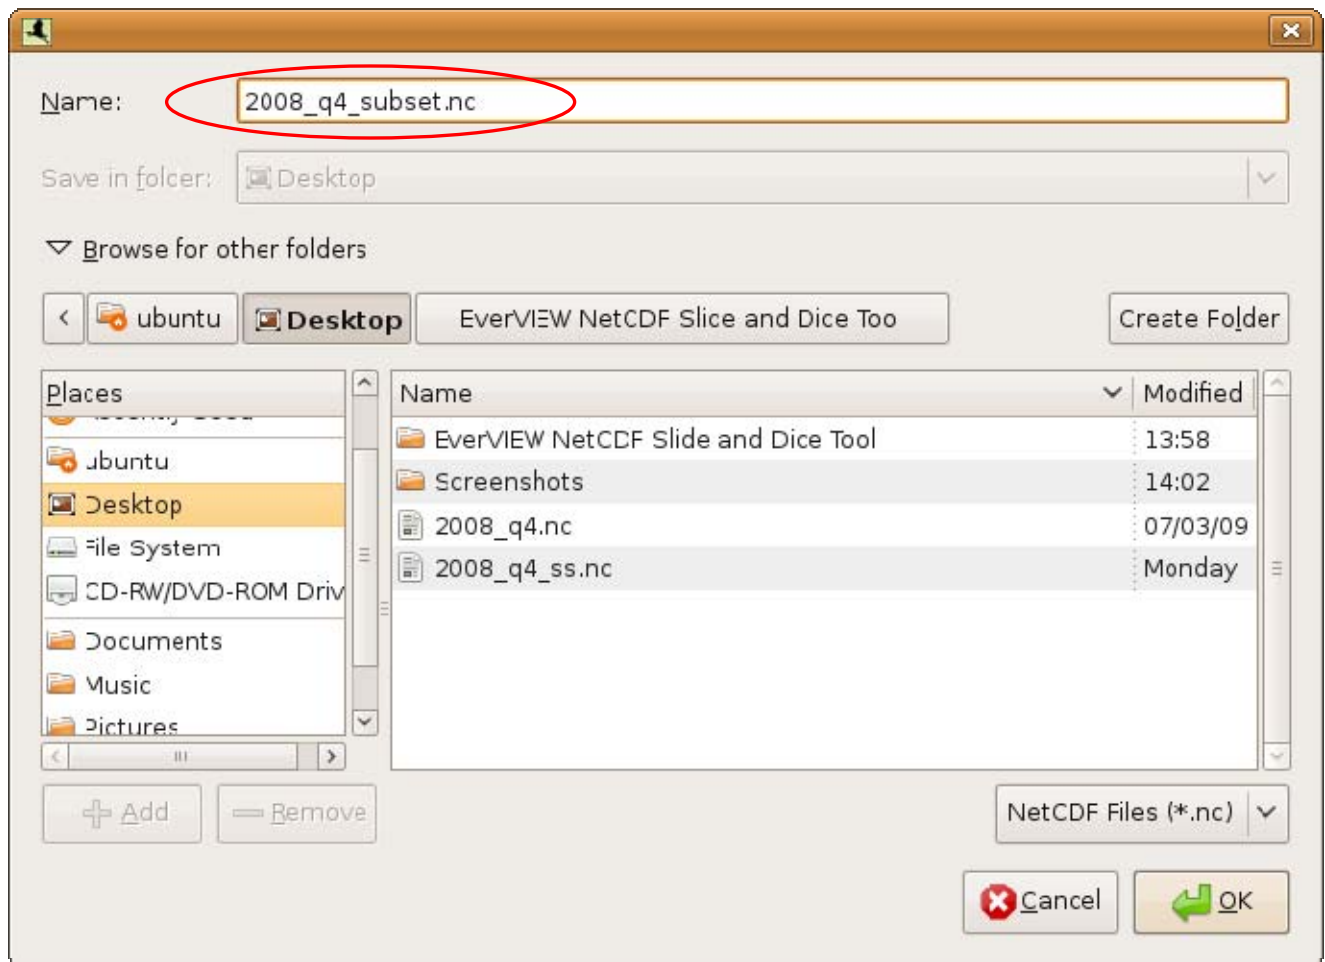 Name: 2008_q4_subset.nc
Save in folder: Desktop
Browse for other folders
ubuntu Desktop EverVIEW NetCDF Slice and Dice Too Create Folder
Places
ubuntu
Desktop
File System
CD-RW/DVD-ROM Driv
Documents
Music
Pictures
Name Modified
EverVIEW NetCDF Slide and Dice Tool 13:58
Screenshots 14:02
2008_q4.nc 07/03/09
2008_q4_ss.nc Monday
Add Remove NetCDF Files (*.nc)
Cancel OK